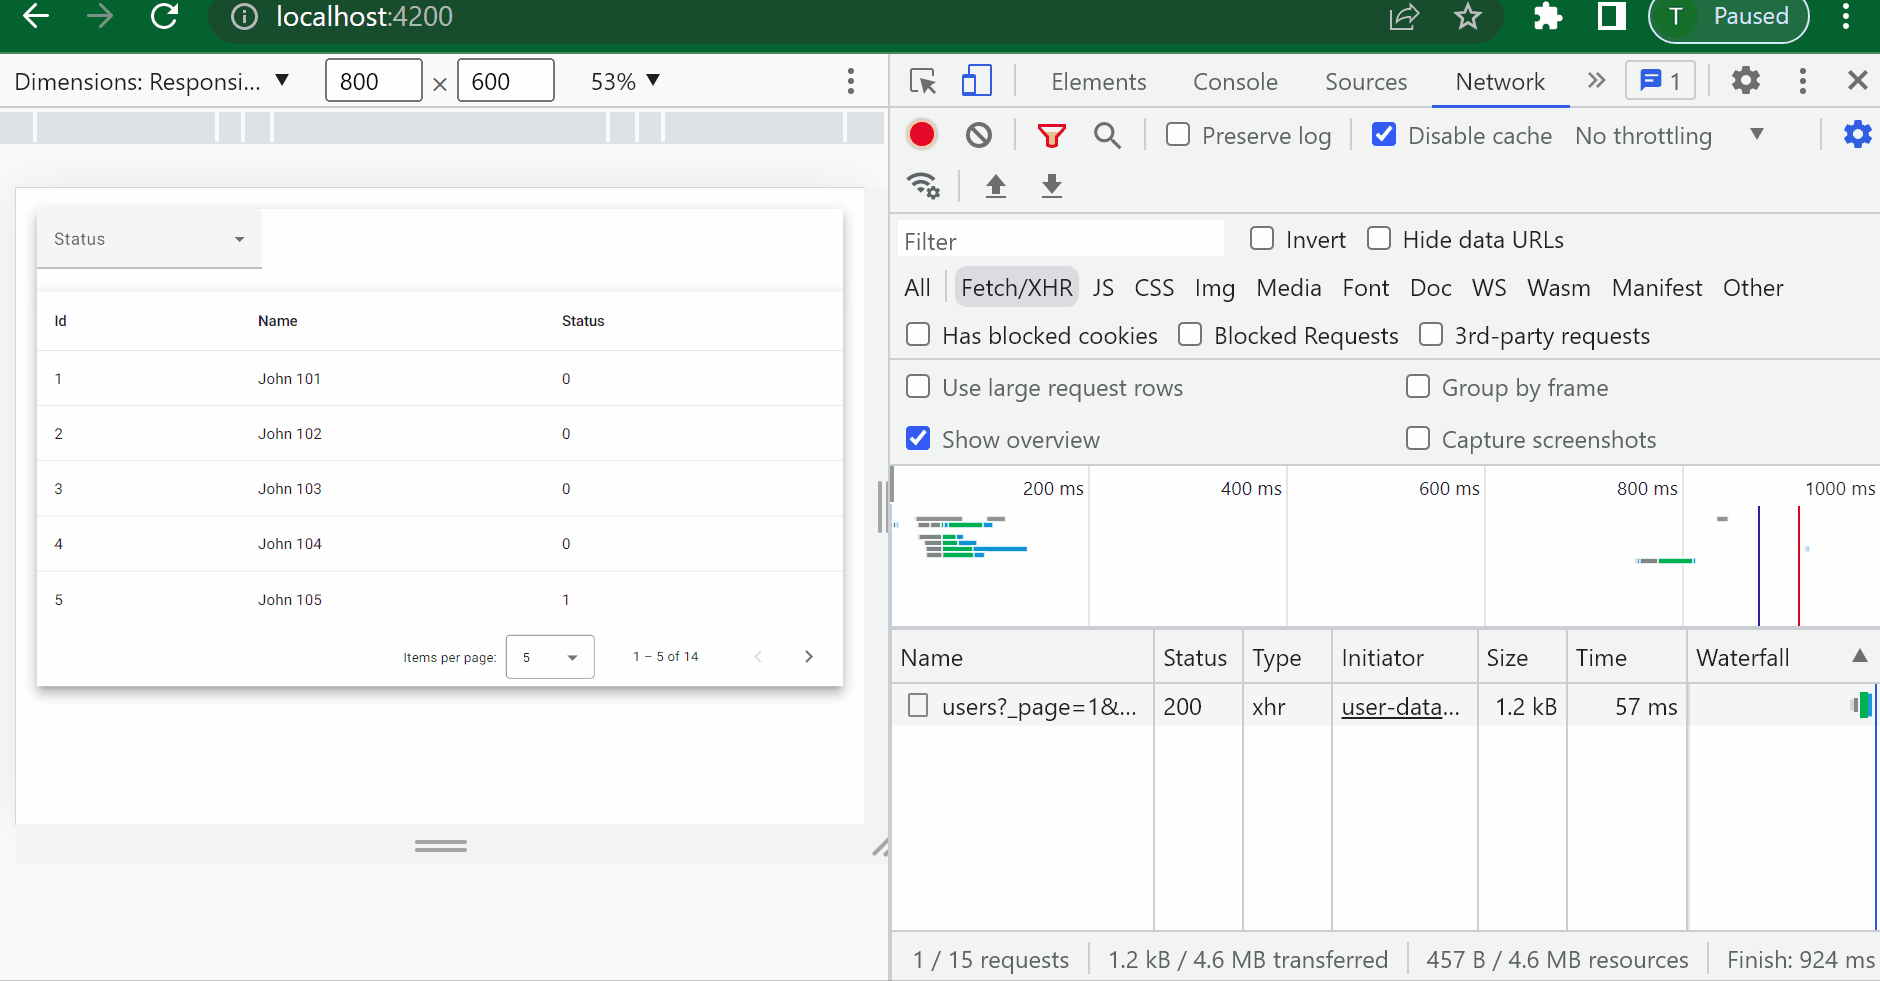 localhost:4200
T Paused
Dimensions: Responsi... ▼ 800 × 600 53% ▼
Elements Console Sources Network » 1
Preserve log Disable cache No throttling ▼
Filter Invert Hide data URLs
All Fetch/XHR JS CSS Img Media Font Doc WS Wasm Manifest Other
Has blocked cookies Blocked Requests 3rd-party requests
Use large request rows Group by frame
Show overview Capture screenshots
200 ms 400 ms 600 ms 800 ms 1000 ms
Name Status Type Initiator Size Time Waterfall ▲
users?_page=1&... 200 xhr user-data... 1.2 kB 57 ms
1 / 15 requests 1.2 kB / 4.6 MB transferred 457 B / 4.6 MB resources Finish: 924 ms
Status
Id Name Status
1 John 101 0
2 John 102 0
3 John 103 0
4 John 104 0
5 John 105 1
Items per page: 5 1 – 5 of 14